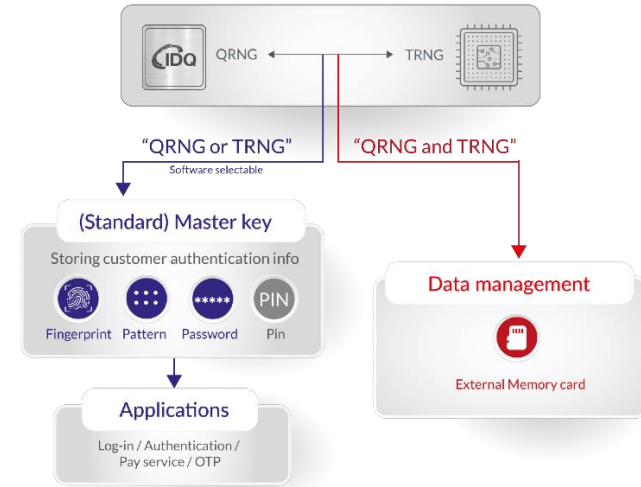 IDQ
QRNG
TRNG
“QRNG or TRNG”
Software selectable
“QRNG and TRNG”
(Standard) Master key
Storing customer authentication info
*****
PIN
Fingerprint
Pattern
Password
Pin
Applications
Log-in / Authentication /
Pay service / OTP
Data management
External Memory card